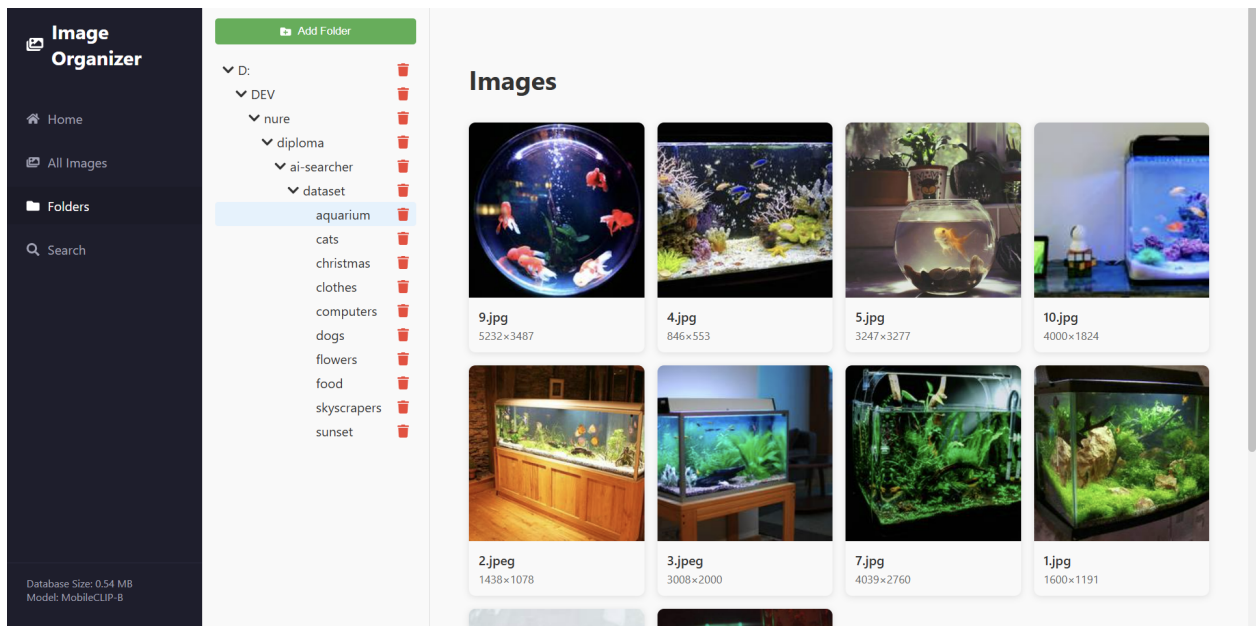 Image
Organizer
Home
All Images
Folders
Search
Database Size: 0.54 MB
Model: MobileCLIP-B
Add Folder
D:
DEV
nure
diploma
ai-searcher
dataset
aquarium
cats
christmas
clothes
computers
dogs
flowers
food
skyscrapers
sunset
Images
9.jpg
5232×3487
4.jpg
846×553
5.jpg
3247×3277
10.jpg
4000×1824
2.jpeg
1438×1078
3.jpeg
3008×2000
7.jpg
4039×2760
1.jpg
1600×1191